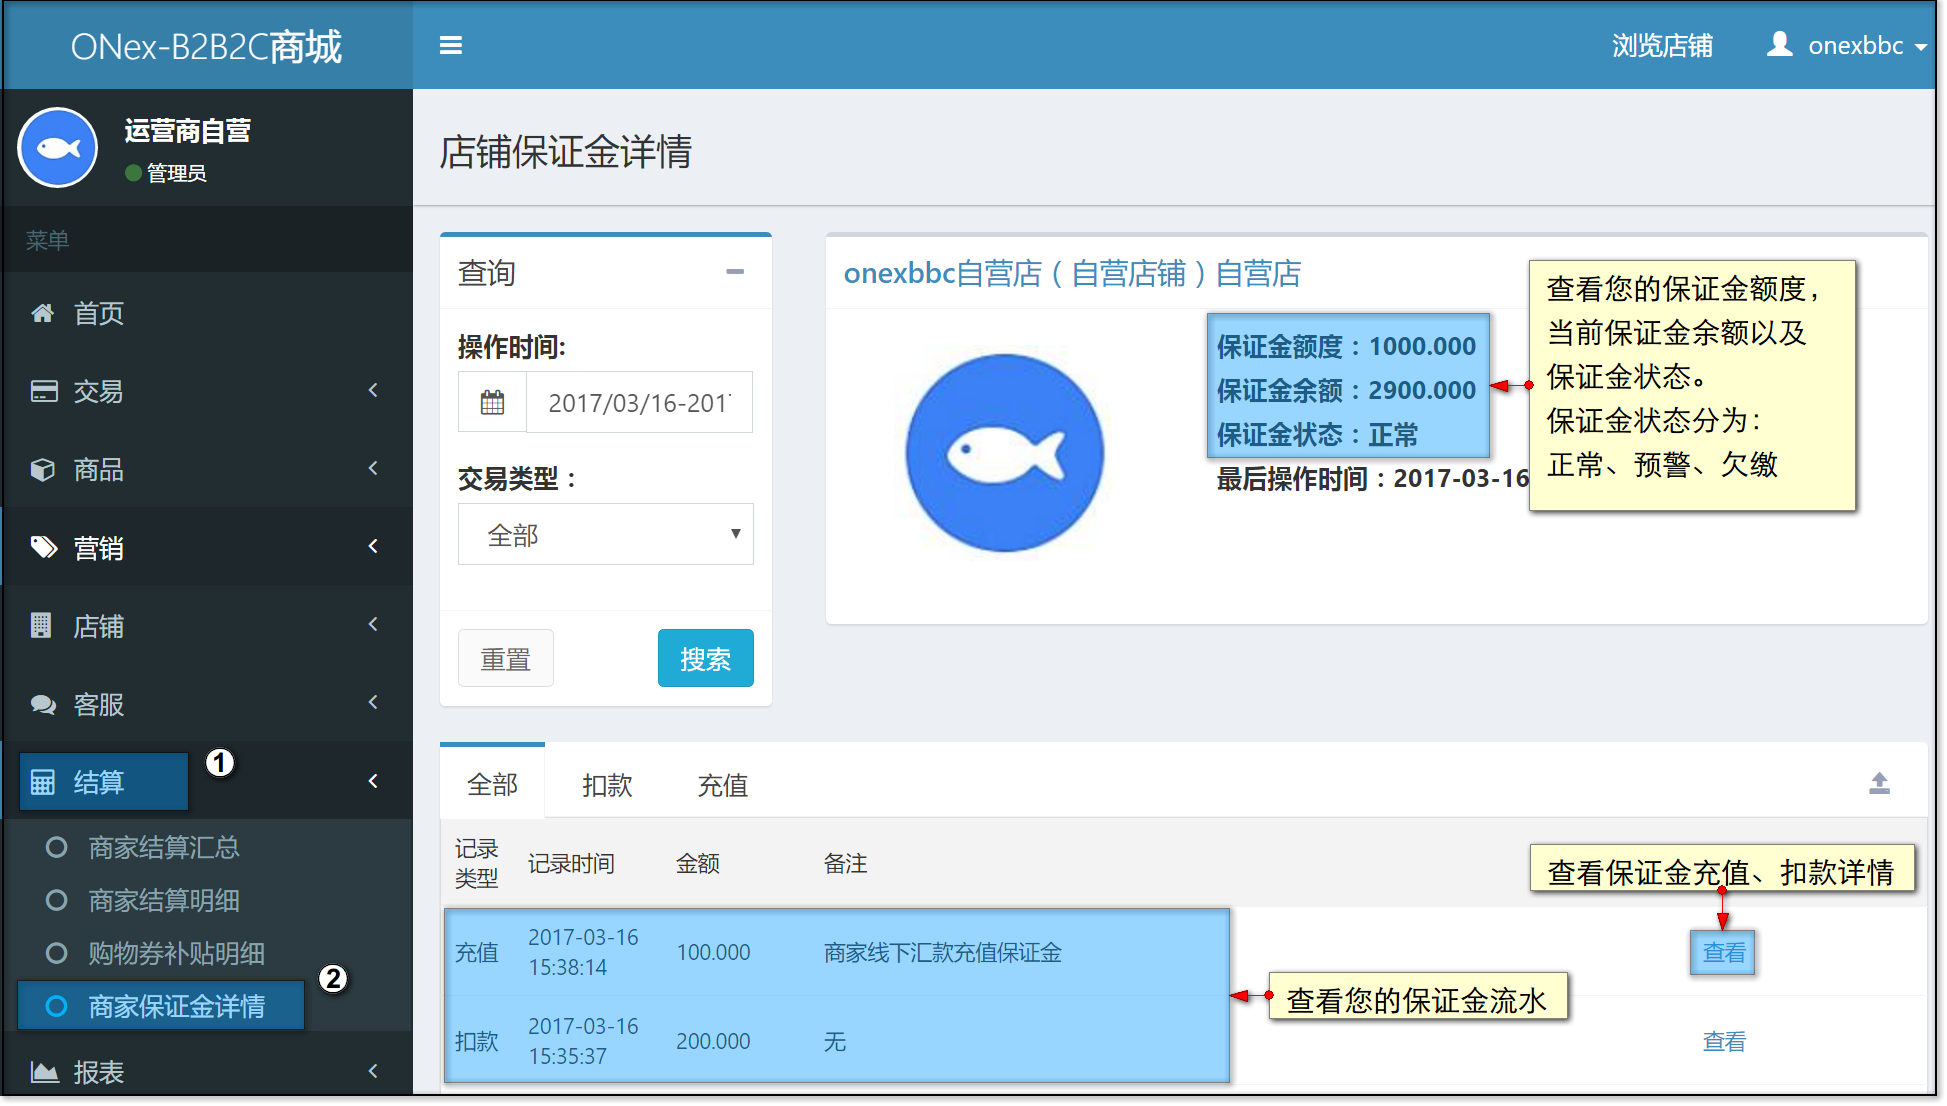 ONex-B2B2C商城
浏览店铺
onexbbc
运营商自营
管理员
菜单
首页
交易
商品
营销
店铺
客服
结算
1
商家结算汇总
商家结算明细
购物券补贴明细
商家保证金详情
2
报表
店铺保证金详情
查询
操作时间:
2017/03/16-201
交易类型：
全部
重置
搜索
onexbbc自营店（自营店铺）自营店
保证金额度：1000.000
保证金余额：2900.000
保证金状态：正常
最后操作时间：2017-03-16
查看您的保证金额度，
当前保证金余额以及
保证金状态。
保证金状态分为：
正常、预警、欠缴
全部
扣款
充值
记录类型
记录时间
金额
备注
查看保证金充值、扣款详情
充值
2017-03-16
15:38:14
100.000
商家线下汇款充值保证金
查看
查看您的保证金流水
扣款
2017-03-16
15:35:37
200.000
无
查看